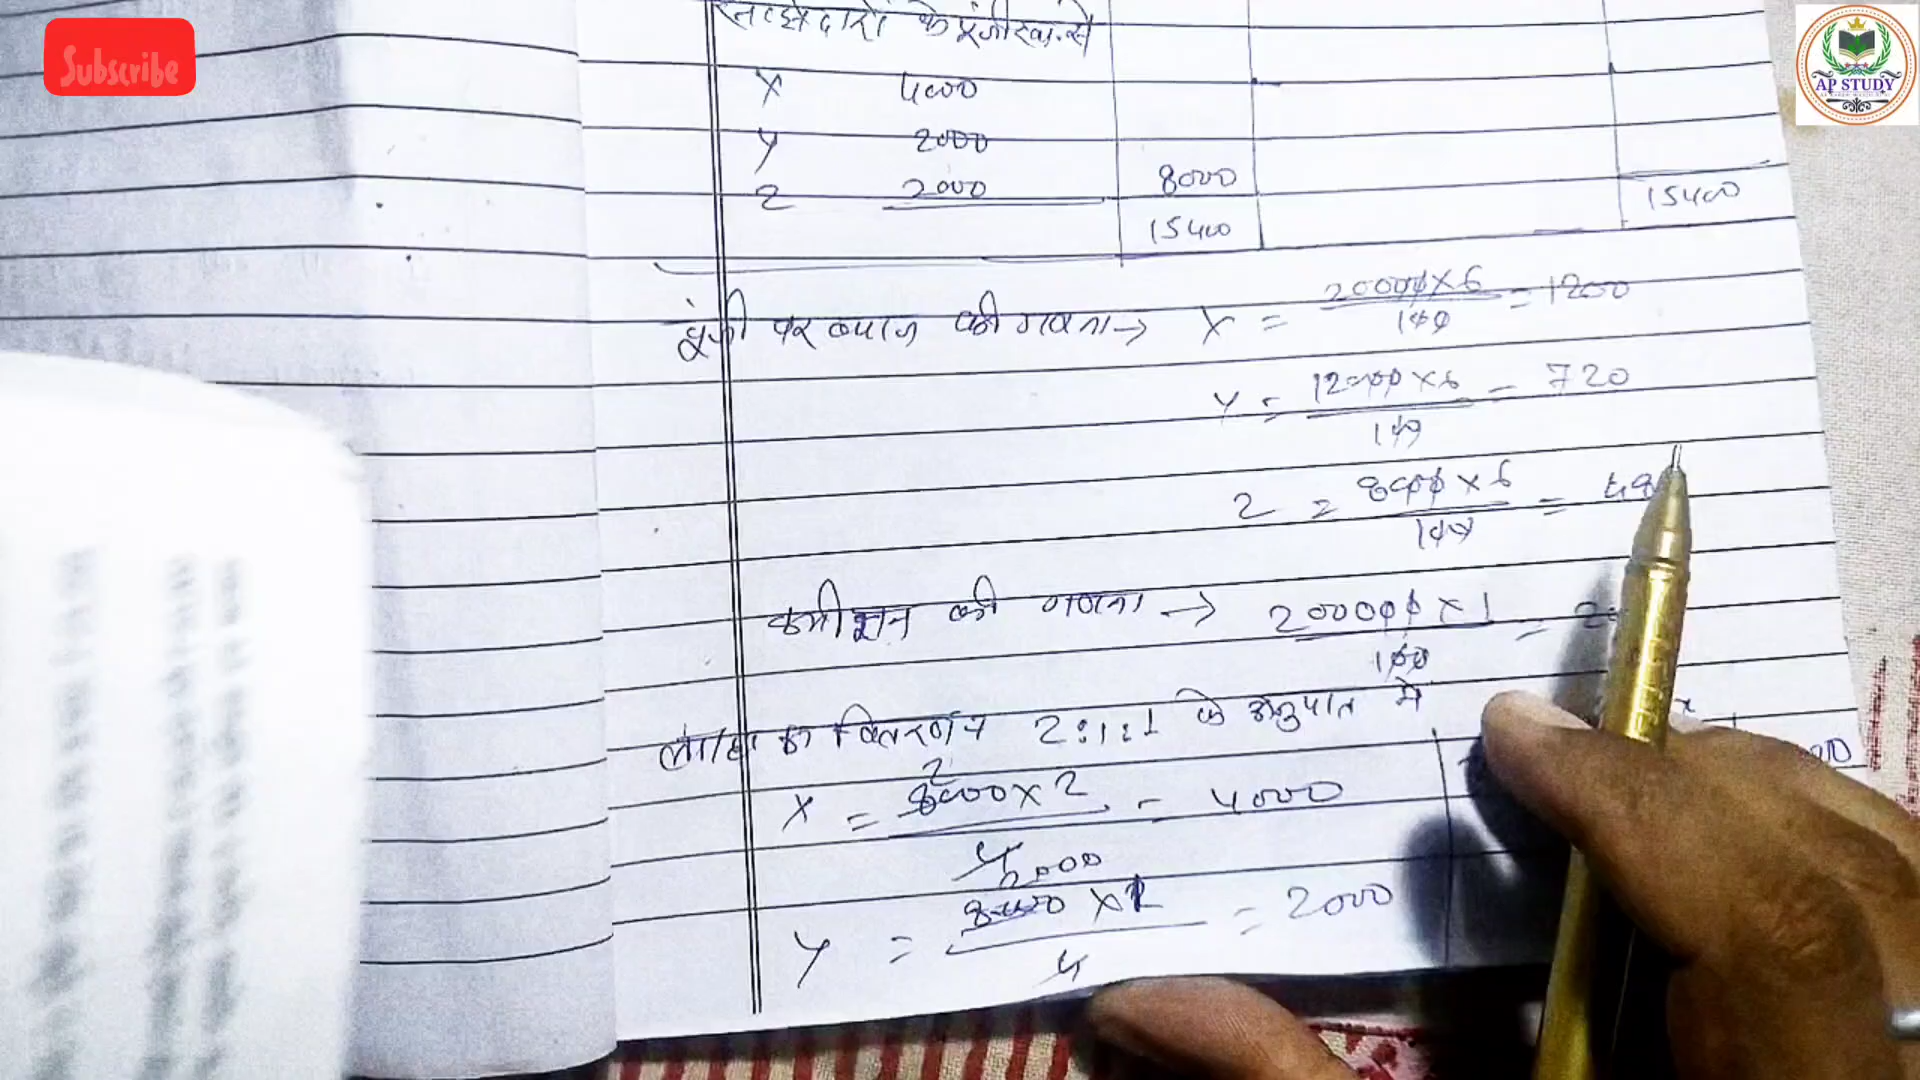 Subscribe
AP STUDY
साझेदारों के पूंजी खा. से
X 4000
Y 2000
Z 2000 8000
15400 15400
पूंजी पर ब्याज की गणना → X = 20000 x 6 / 100 = 1200
Y = 12000 x 6 / 100 = 720
Z = 8000 x 6 / 100 = 48
कमीशन की गणना → 200000 x 1 / 100 =
लाभ का वितरण 2:1:1 के अनुपात में
X = 8000 x 2 / 4 = 4000
2000
Y = 8000 x 1 / 4 = 2000